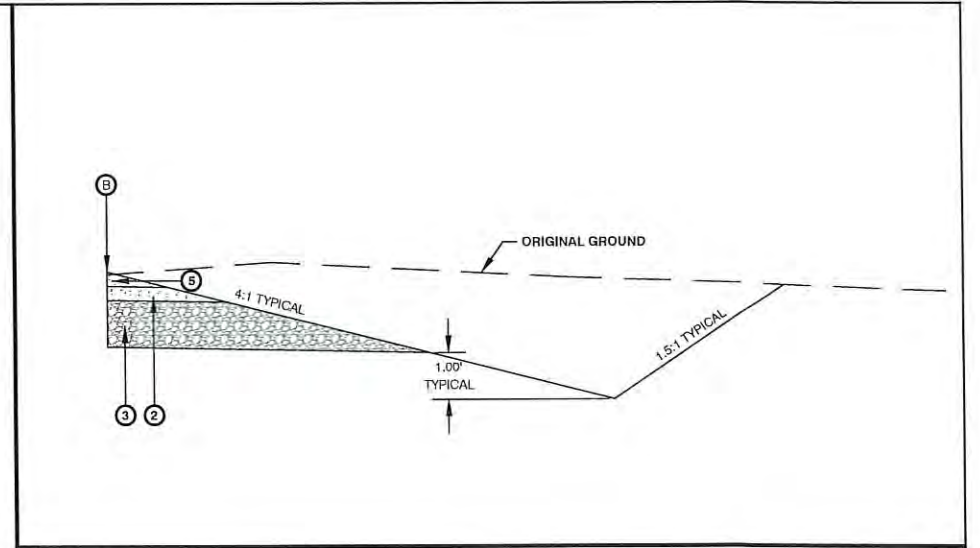 B
ORIGINAL GROUND
5
4:1 TYPICAL
1.5:1 TYPICAL
1.00'
TYPICAL
3 2